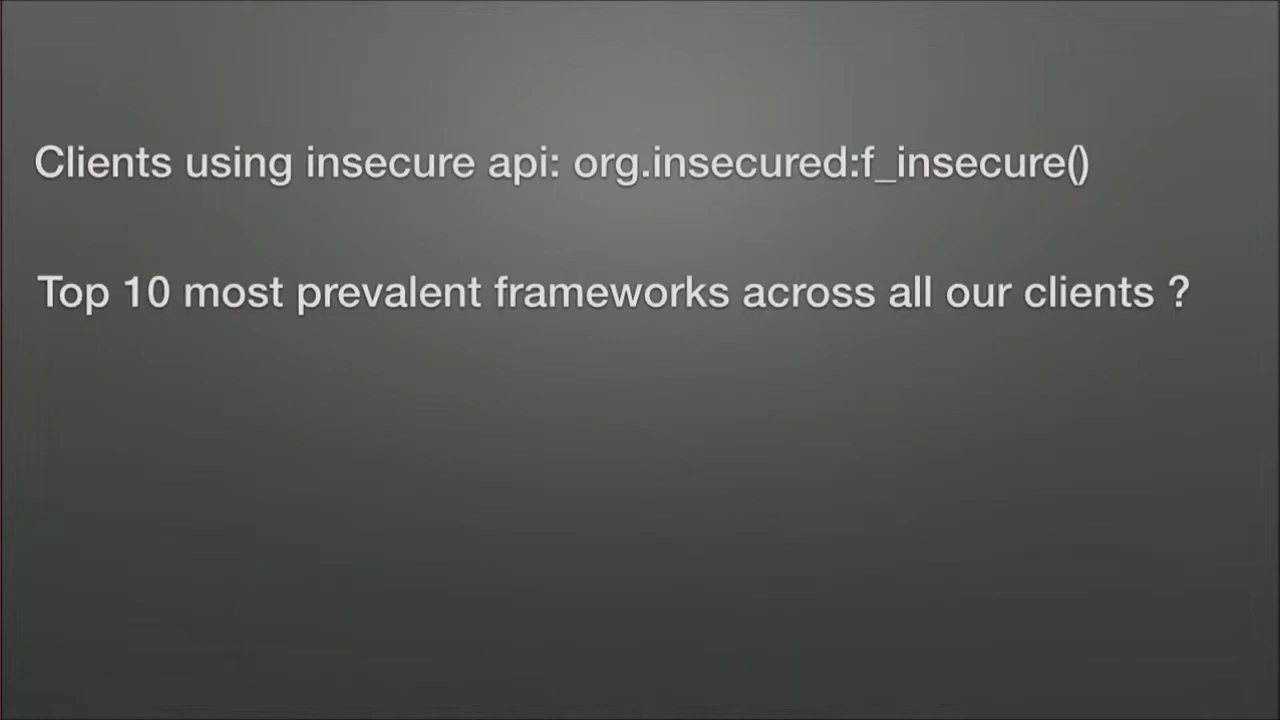 Clients using insecure api: org.insecured:f_insecure()
Top 10 most prevalent frameworks across all our clients ?